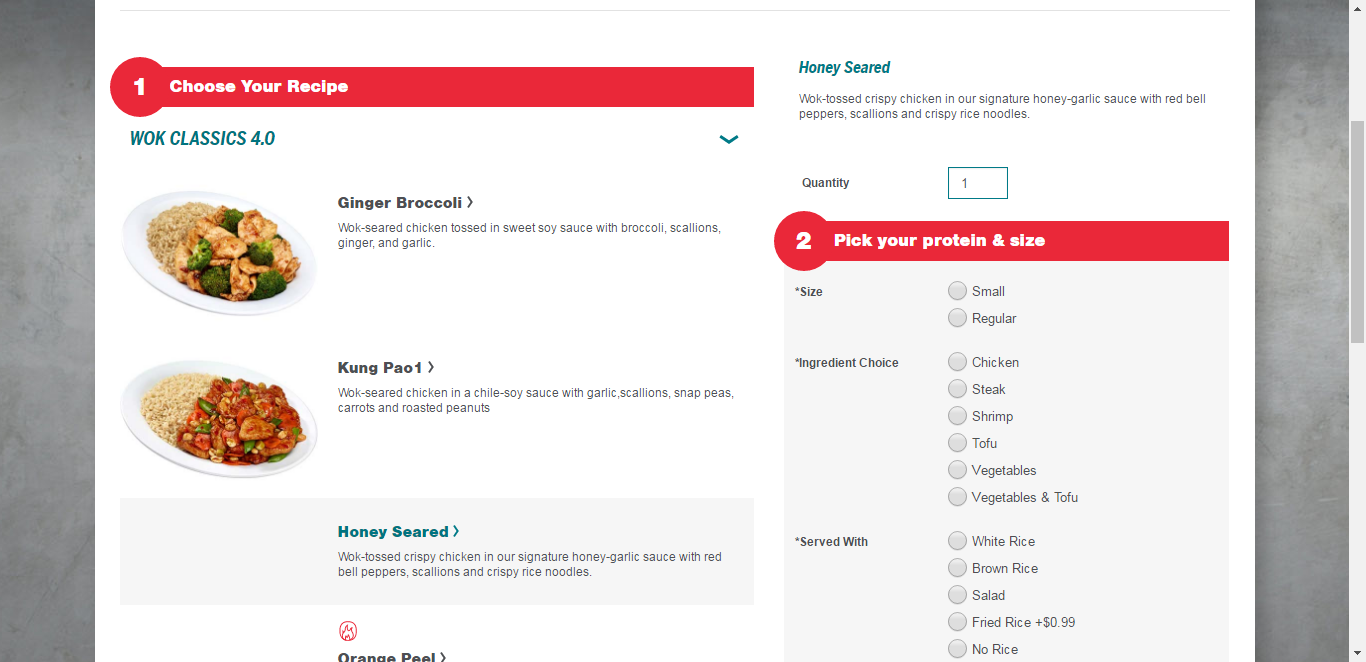 1
Choose Your Recipe
WOK CLASSICS 4.0
Ginger Broccoli
Wok-seared chicken tossed in sweet soy sauce with broccoli, scallions,
ginger, and garlic.
Kung Pao1
Wok-seared chicken in a chile-soy sauce with garlic,scallions, snap peas,
carrots and roasted peanuts
Honey Seared
Wok-tossed crispy chicken in our signature honey-garlic sauce with red
bell peppers, scallions and crispy rice noodles.
Orange Peel
Honey Seared
Wok-tossed crispy chicken in our signature honey-garlic sauce with red bell
peppers, scallions and crispy rice noodles.
Quantity 1
2
Pick your protein & size
*Size
Small
Regular
*Ingredient Choice
Chicken
Steak
Shrimp
Tofu
Vegetables
Vegetables & Tofu
*Served With
White Rice
Brown Rice
Salad
Fried Rice +$0.99
No Rice